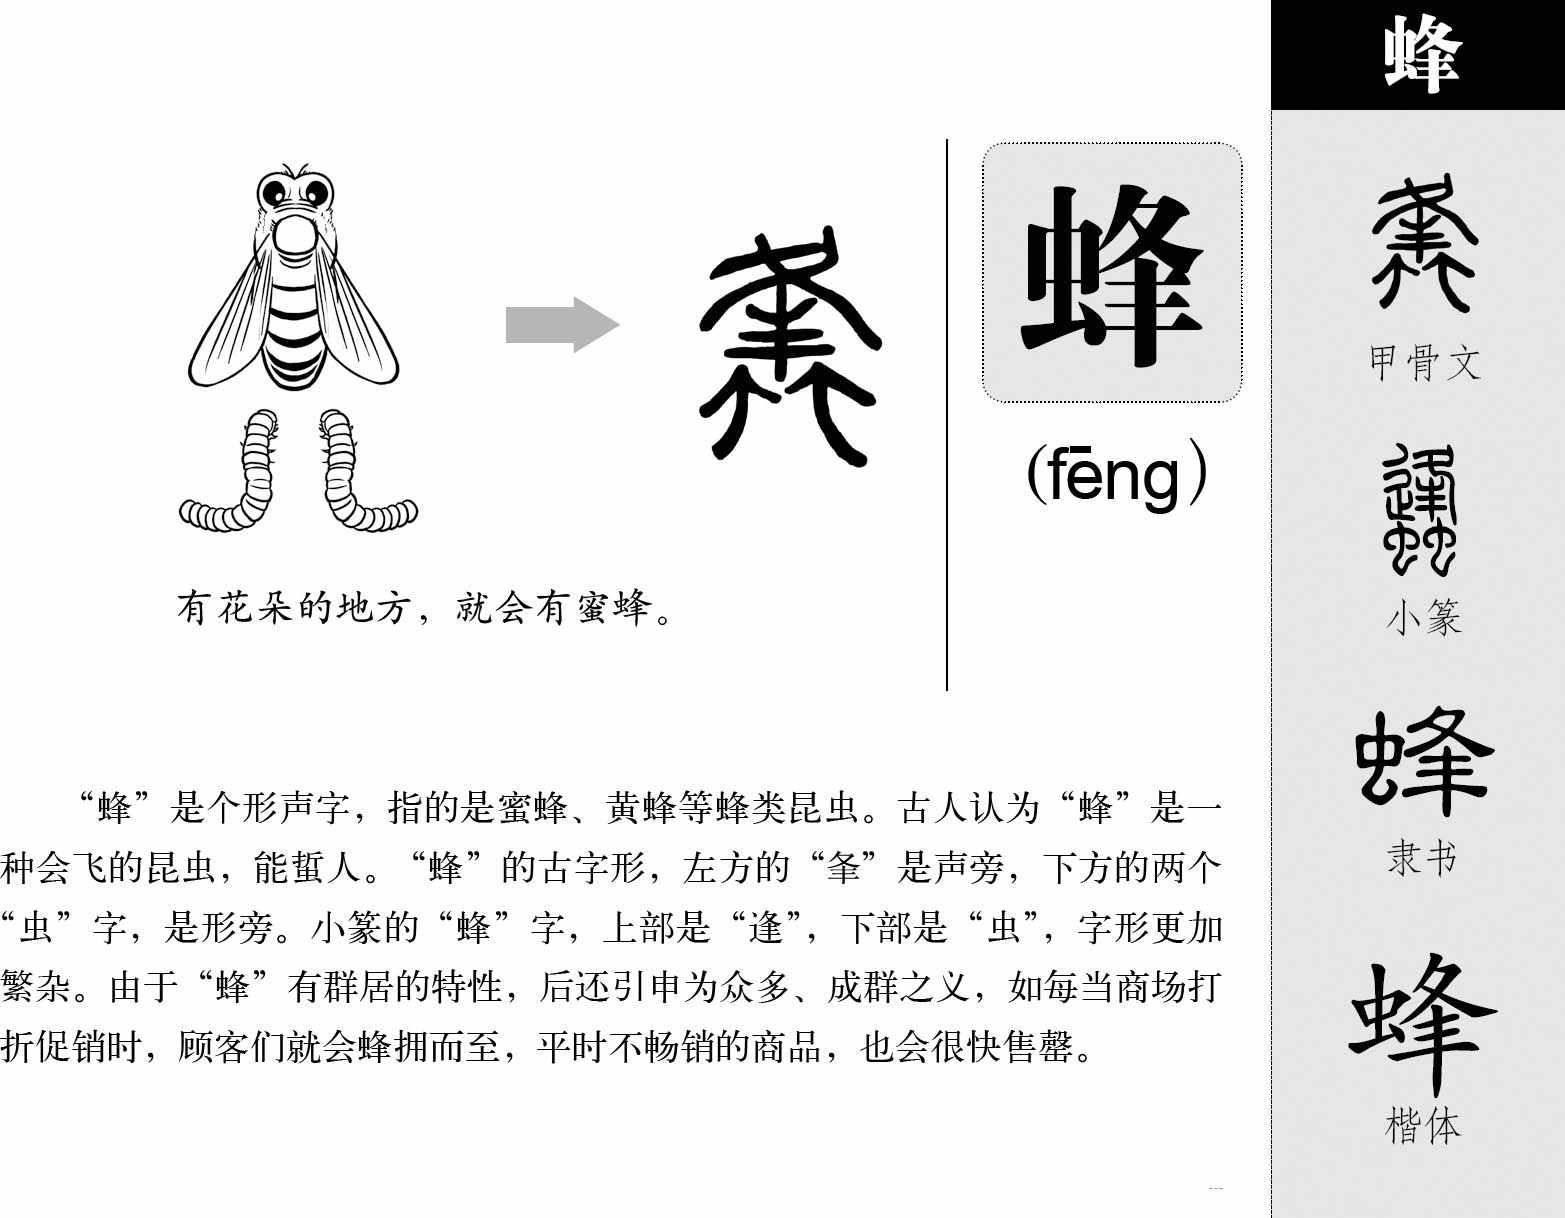 蜂
(fēng)
有花朵的地方，就会有蜜蜂。
“蜂”是个形声字，指的是蜜蜂、黄蜂等蜂类昆虫。古人认为“蜂”是一
种会飞的昆虫，能蜇人。“蜂”的古字形，左方的“夆”是声旁，下方的两个
“虫”字，是形旁。小篆的“蜂”字，上部是“逢”，下部是“虫”，字形更加
繁杂。由于“蜂”有群居的特性，后还引申为众多、成群之义，如每当商场打
折促销时，顾客们就会蜂拥而至，平时不畅销的商品，也会很快售罄。
蜂
甲骨文
小篆
蜂
隶书
蜂
楷体